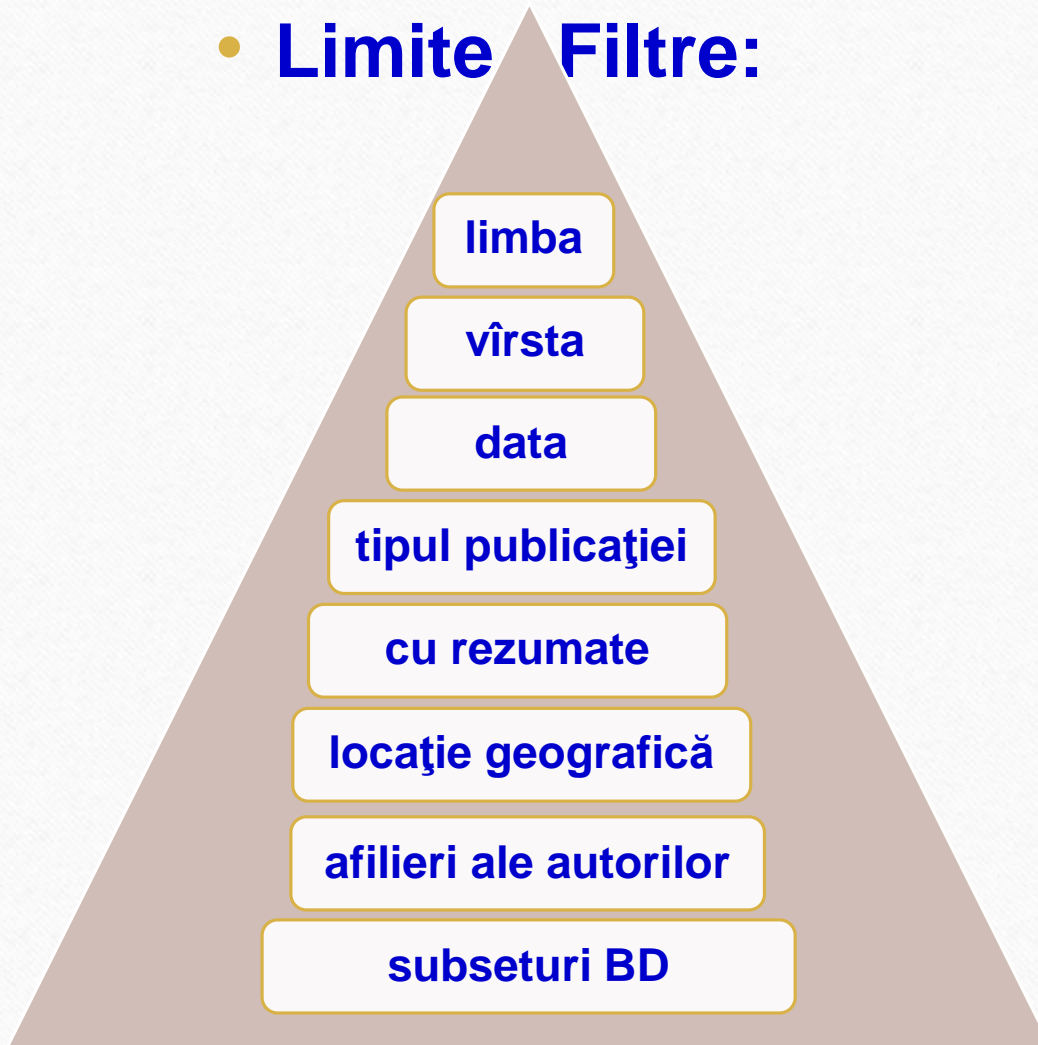 • Limite Filtre:
limba
vîrsta
data
tipul publicaţiei
cu rezumate
locaţie geografică
afilieri ale autorilor
subseturi BD